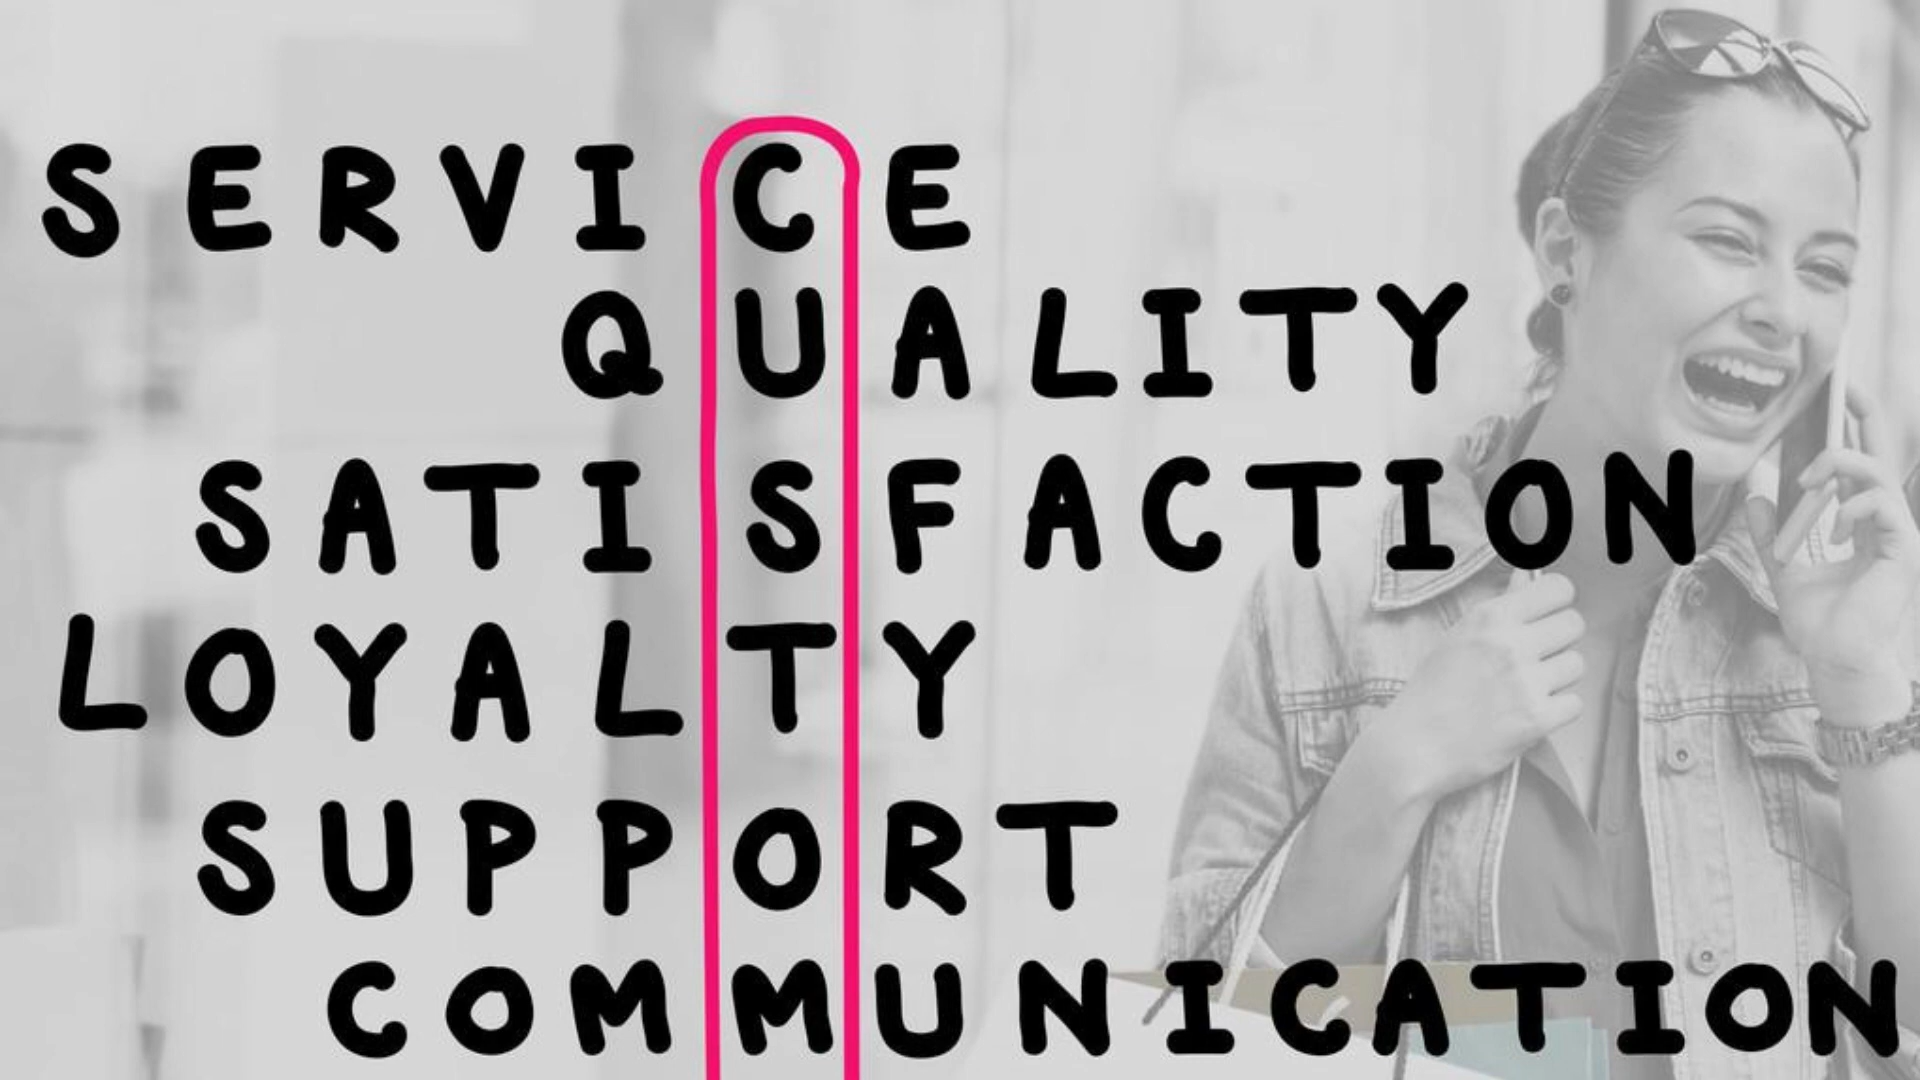 SERVICE
QUALITY
SATISFACTION
LOYALTY
SUPPORT
COMMUNICATION